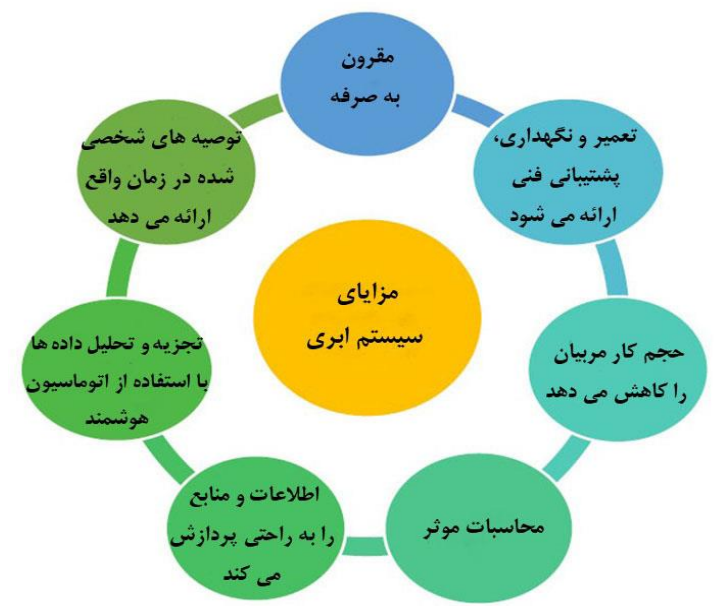 مقرون
به صرفه
تعمیر و نگهداری،
پشتیبانی فنی
ارائه می شود
حجم کار مربیان
را کاهش می دهد
محاسبات موثر
اطلاعات و منابع
را به راحتی پردازش
می کند
تجزیه و تحلیل داده ها
با استفاده از اتوماسیون
هوشمند
توصیه های شخصی
شده در زمان واقع
ارائه می دهد
مزایای
سیستم ابری